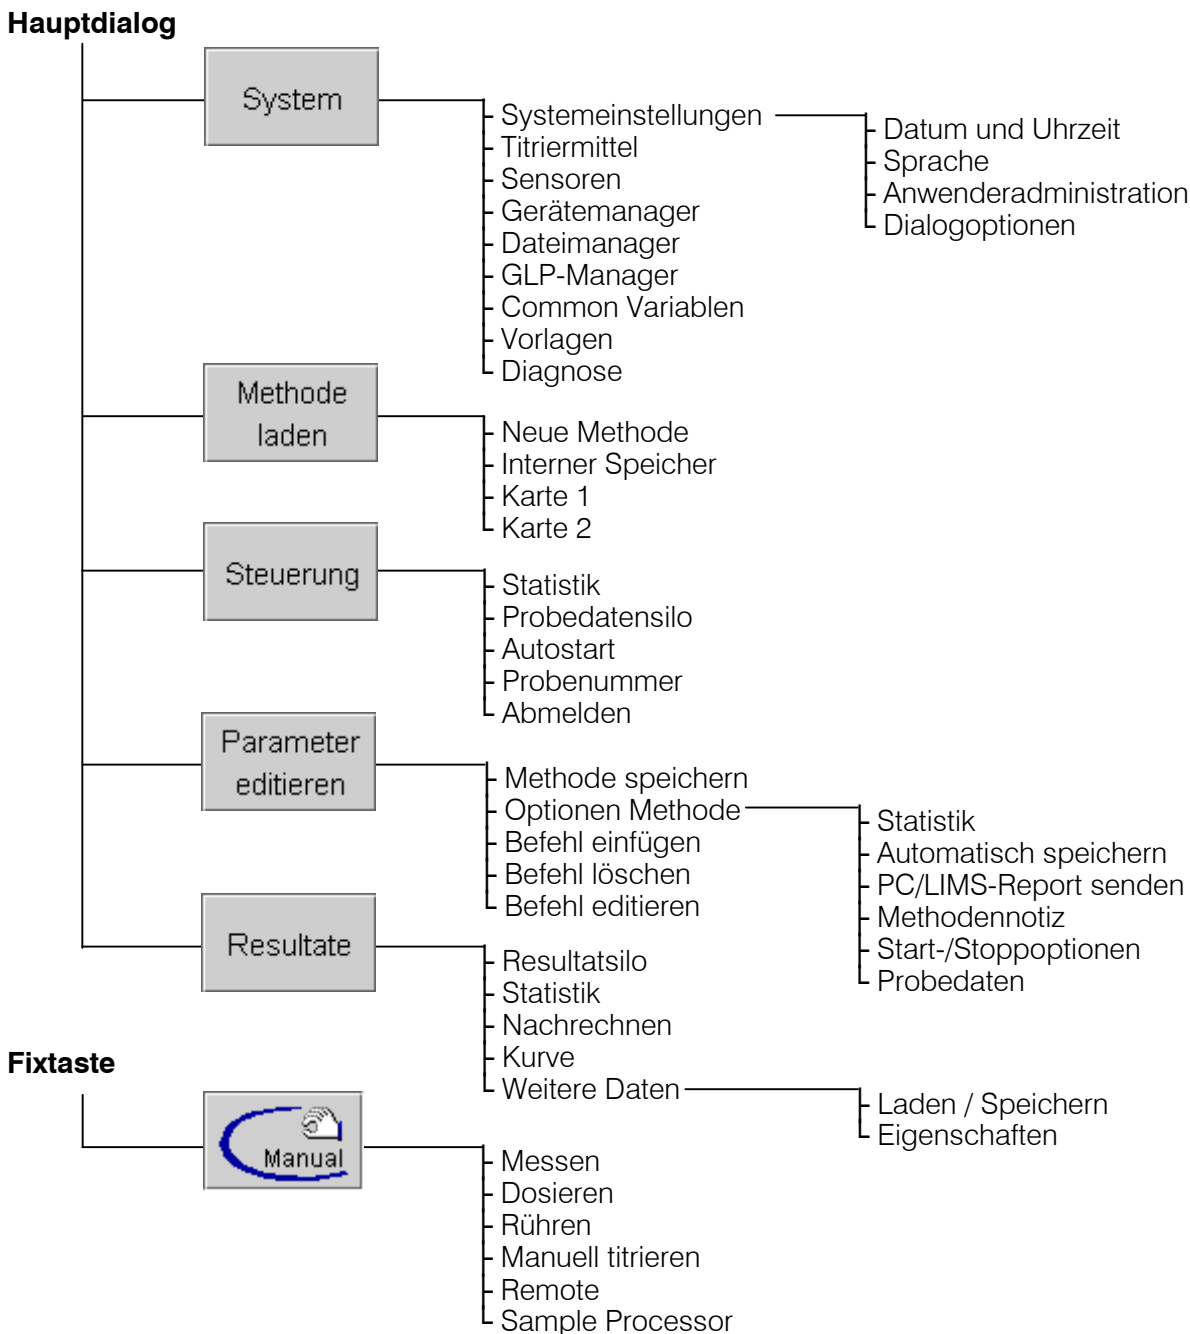 Hauptdialog
System
Systemeinstellungen
Datum und Uhrzeit
Sprache
Anwenderadministration
Dialogoptionen
Titriermittel
Sensoren
Gerätemanager
Dateimanager
GLP-Manager
Common Variablen
Vorlagen
Diagnose
Methode
laden
Neue Methode
Interner Speicher
Karte 1
Karte 2
Steuerung
Statistik
Probedatensilo
Autostart
Probenummer
Abmelden
Parameter
editieren
Methode speichern
Optionen Methode
Statistik
Automatisch speichern
PC/LIMS-Report senden
Methodennotiz
Start-/Stoppoptionen
Probedaten
Befehl einfügen
Befehl löschen
Befehl editieren
Resultate
Resultatsilo
Statistik
Nachrechnen
Kurve
Weitere Daten
Laden / Speichern
Eigenschaften
Fixtaste
Manual
Messen
Dosieren
Rühren
Manuell titrieren
Remote
Sample Processor